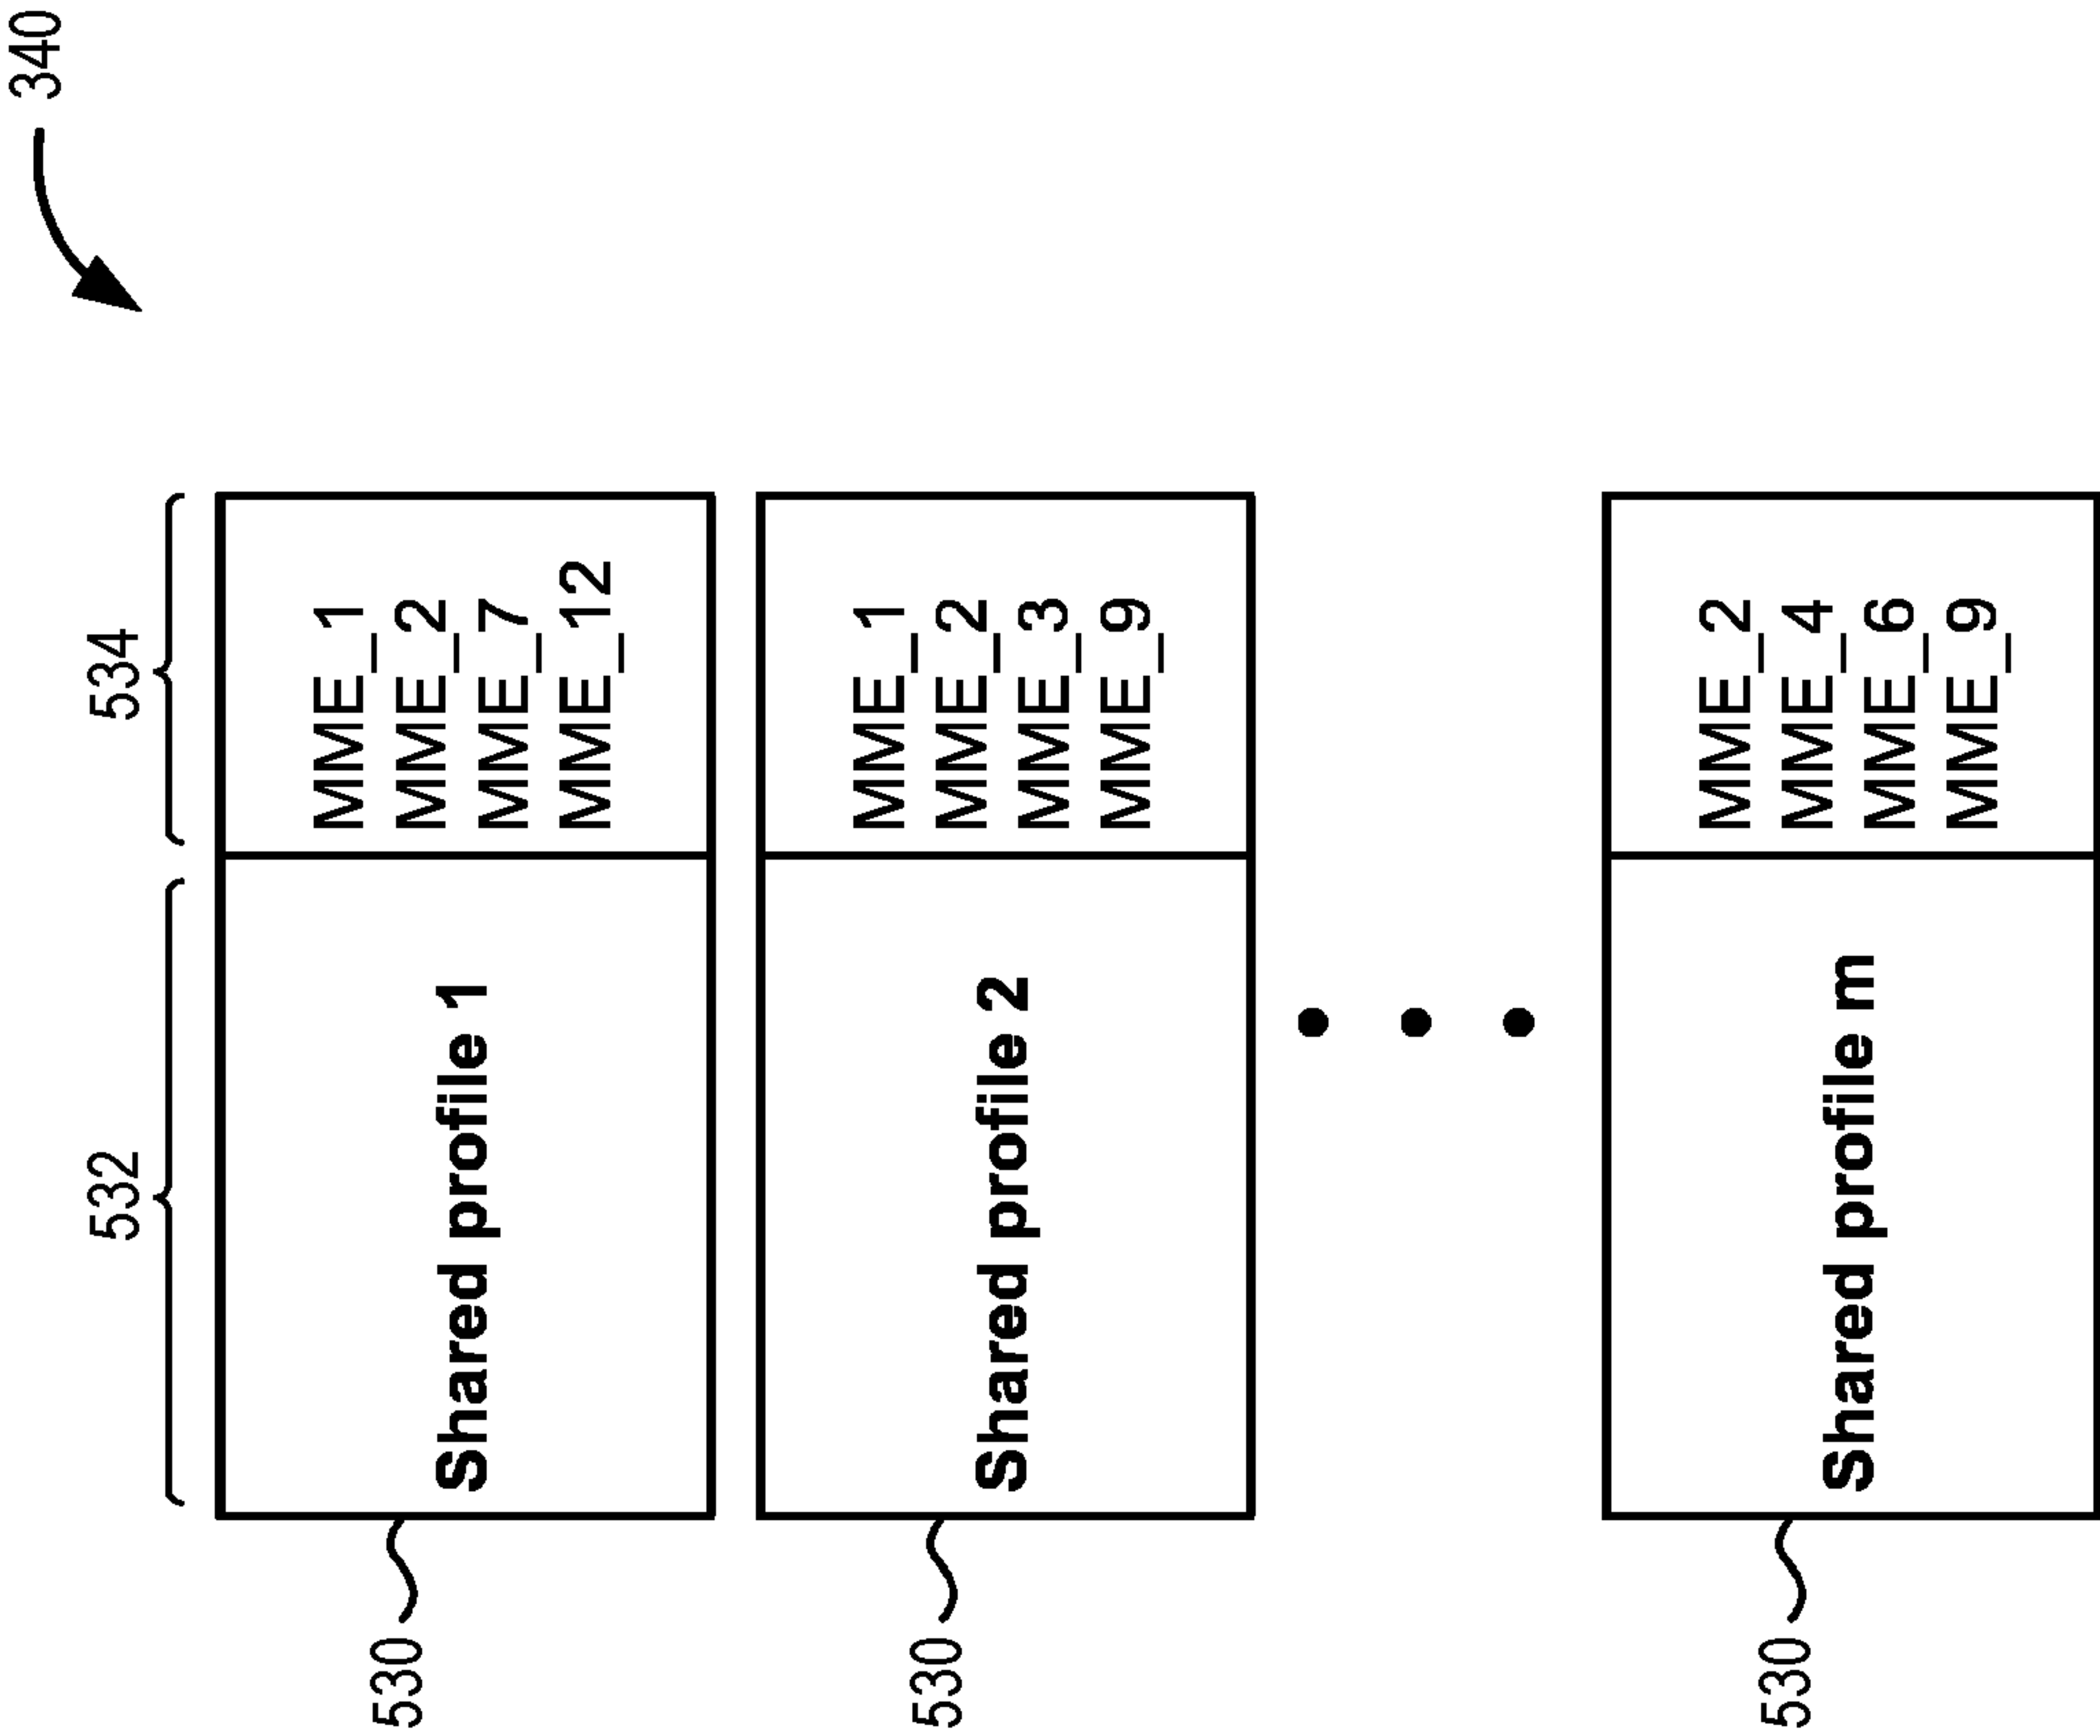 340
532
534
530
Shared profile 1
MME_1
MME_2
MME_7
MME_12
530
Shared profile 2
MME_1
MME_2
MME_3
MME_9
530
Shared profile m
MME_2
MME_4
MME_6
MME_9